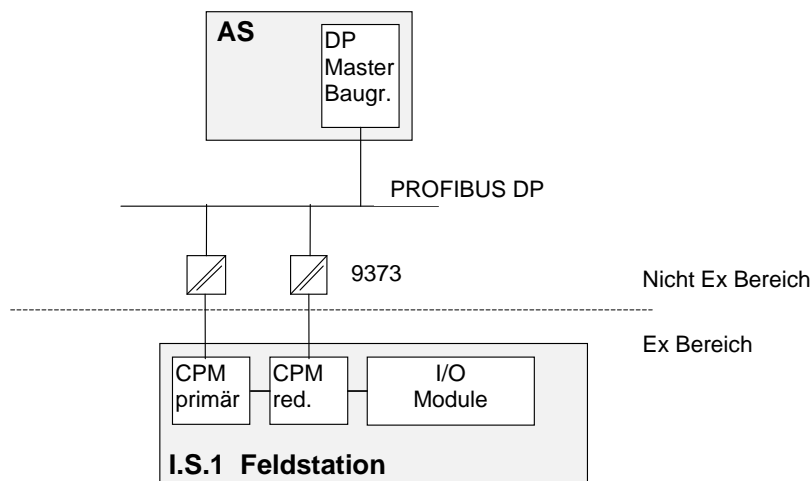 AS
DP
Master
Baugr.
PROFIBUS DP
9373
Nicht Ex Bereich
Ex Bereich
CPM
primär
CPM
red.
I/O
Module
I.S.1 Feldstation